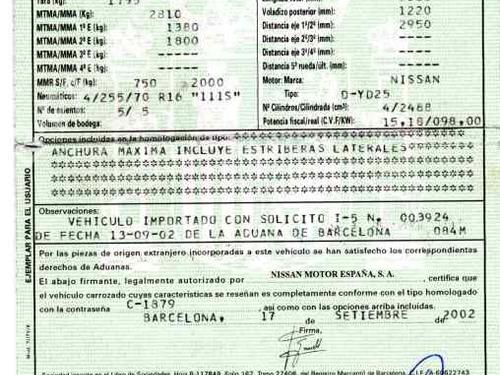 Tara (kg): 1795
Voladizo posterior (mm): 1220
MTMA/MMA (Kg): 2810
Distancia eje 1º/2º (mm): 2950
MTMA/MMA 1º E (kg): 1380
Distancia eje 2º/3º (mm): ---
MTMA/MMA 2º E (kg): 1800
Distancia eje 3º/4º (mm): ---
MTMA/MMA 3º E (Kg): ---
Distancia 5ª rueda/últ. (mm): ---
MTMA/MMA 4º E (kg): ---
Motor: Marca: NISSAN
MMR S/F. c/F (kg): 750 2000
Tipo: D-YD25
Neumáticos: 4/255/70 R16 "111S"
Nº Cilindros/Cilindrada (cm³): 4/2488
Nº de asientos: 5/ 5
Potencia fiscal/real (C.V.F/KW):
Volumen de bodega:
Opciones incluidas en la homologación de tipo:
ANCHURA MAXIMA INCLUYE ESTRIBERAS LATERALES
Observaciones:
VEHICULO IMPORTADO CON SOLICITO I-5 N. 003924
DE FECHA 13-09-02 DE LA ADUANA DE BARCELONA 084M
Por las piezas de origen extranjero incorporadas a este vehículo se han satisfecho los correspondientes
derechos de Aduanas.
El abajo firmante, legalmente autorizado por NISSAN MOTOR ESPAÑA, S.A. , certifica que
el vehículo carrozado cuyas características se reseñan es completamente conforme con el tipo homologado
con la contraseña C-1879 así como con las opciones arriba incluidas.
BARCELONA, 17 SETIEMBRE de 2002
Firma,
EJEMPLAR PARA EL USUARIO